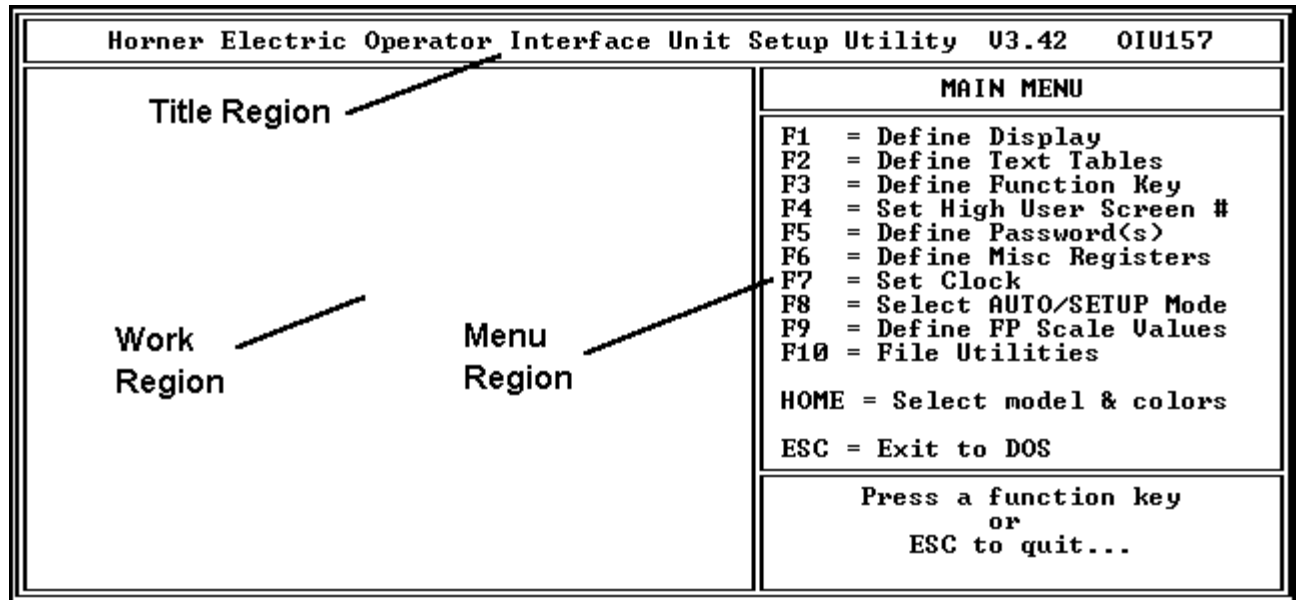 Horner Electric Operator Interface Unit Setup Utility V3.42 OIU157
Title Region
Work
Region
Menu
Region
MAIN MENU
F1 = Define Display
F2 = Define Text Tables
F3 = Define Function Key
F4 = Set High User Screen #
F5 = Define Password(s)
F6 = Define Misc Registers
F7 = Set Clock
F8 = Select AUTO/SETUP Mode
F9 = Define FP Scale Values
F10 = File Utilities
HOME = Select model & colors
ESC = Exit to DOS
Press a function key
or
ESC to quit...